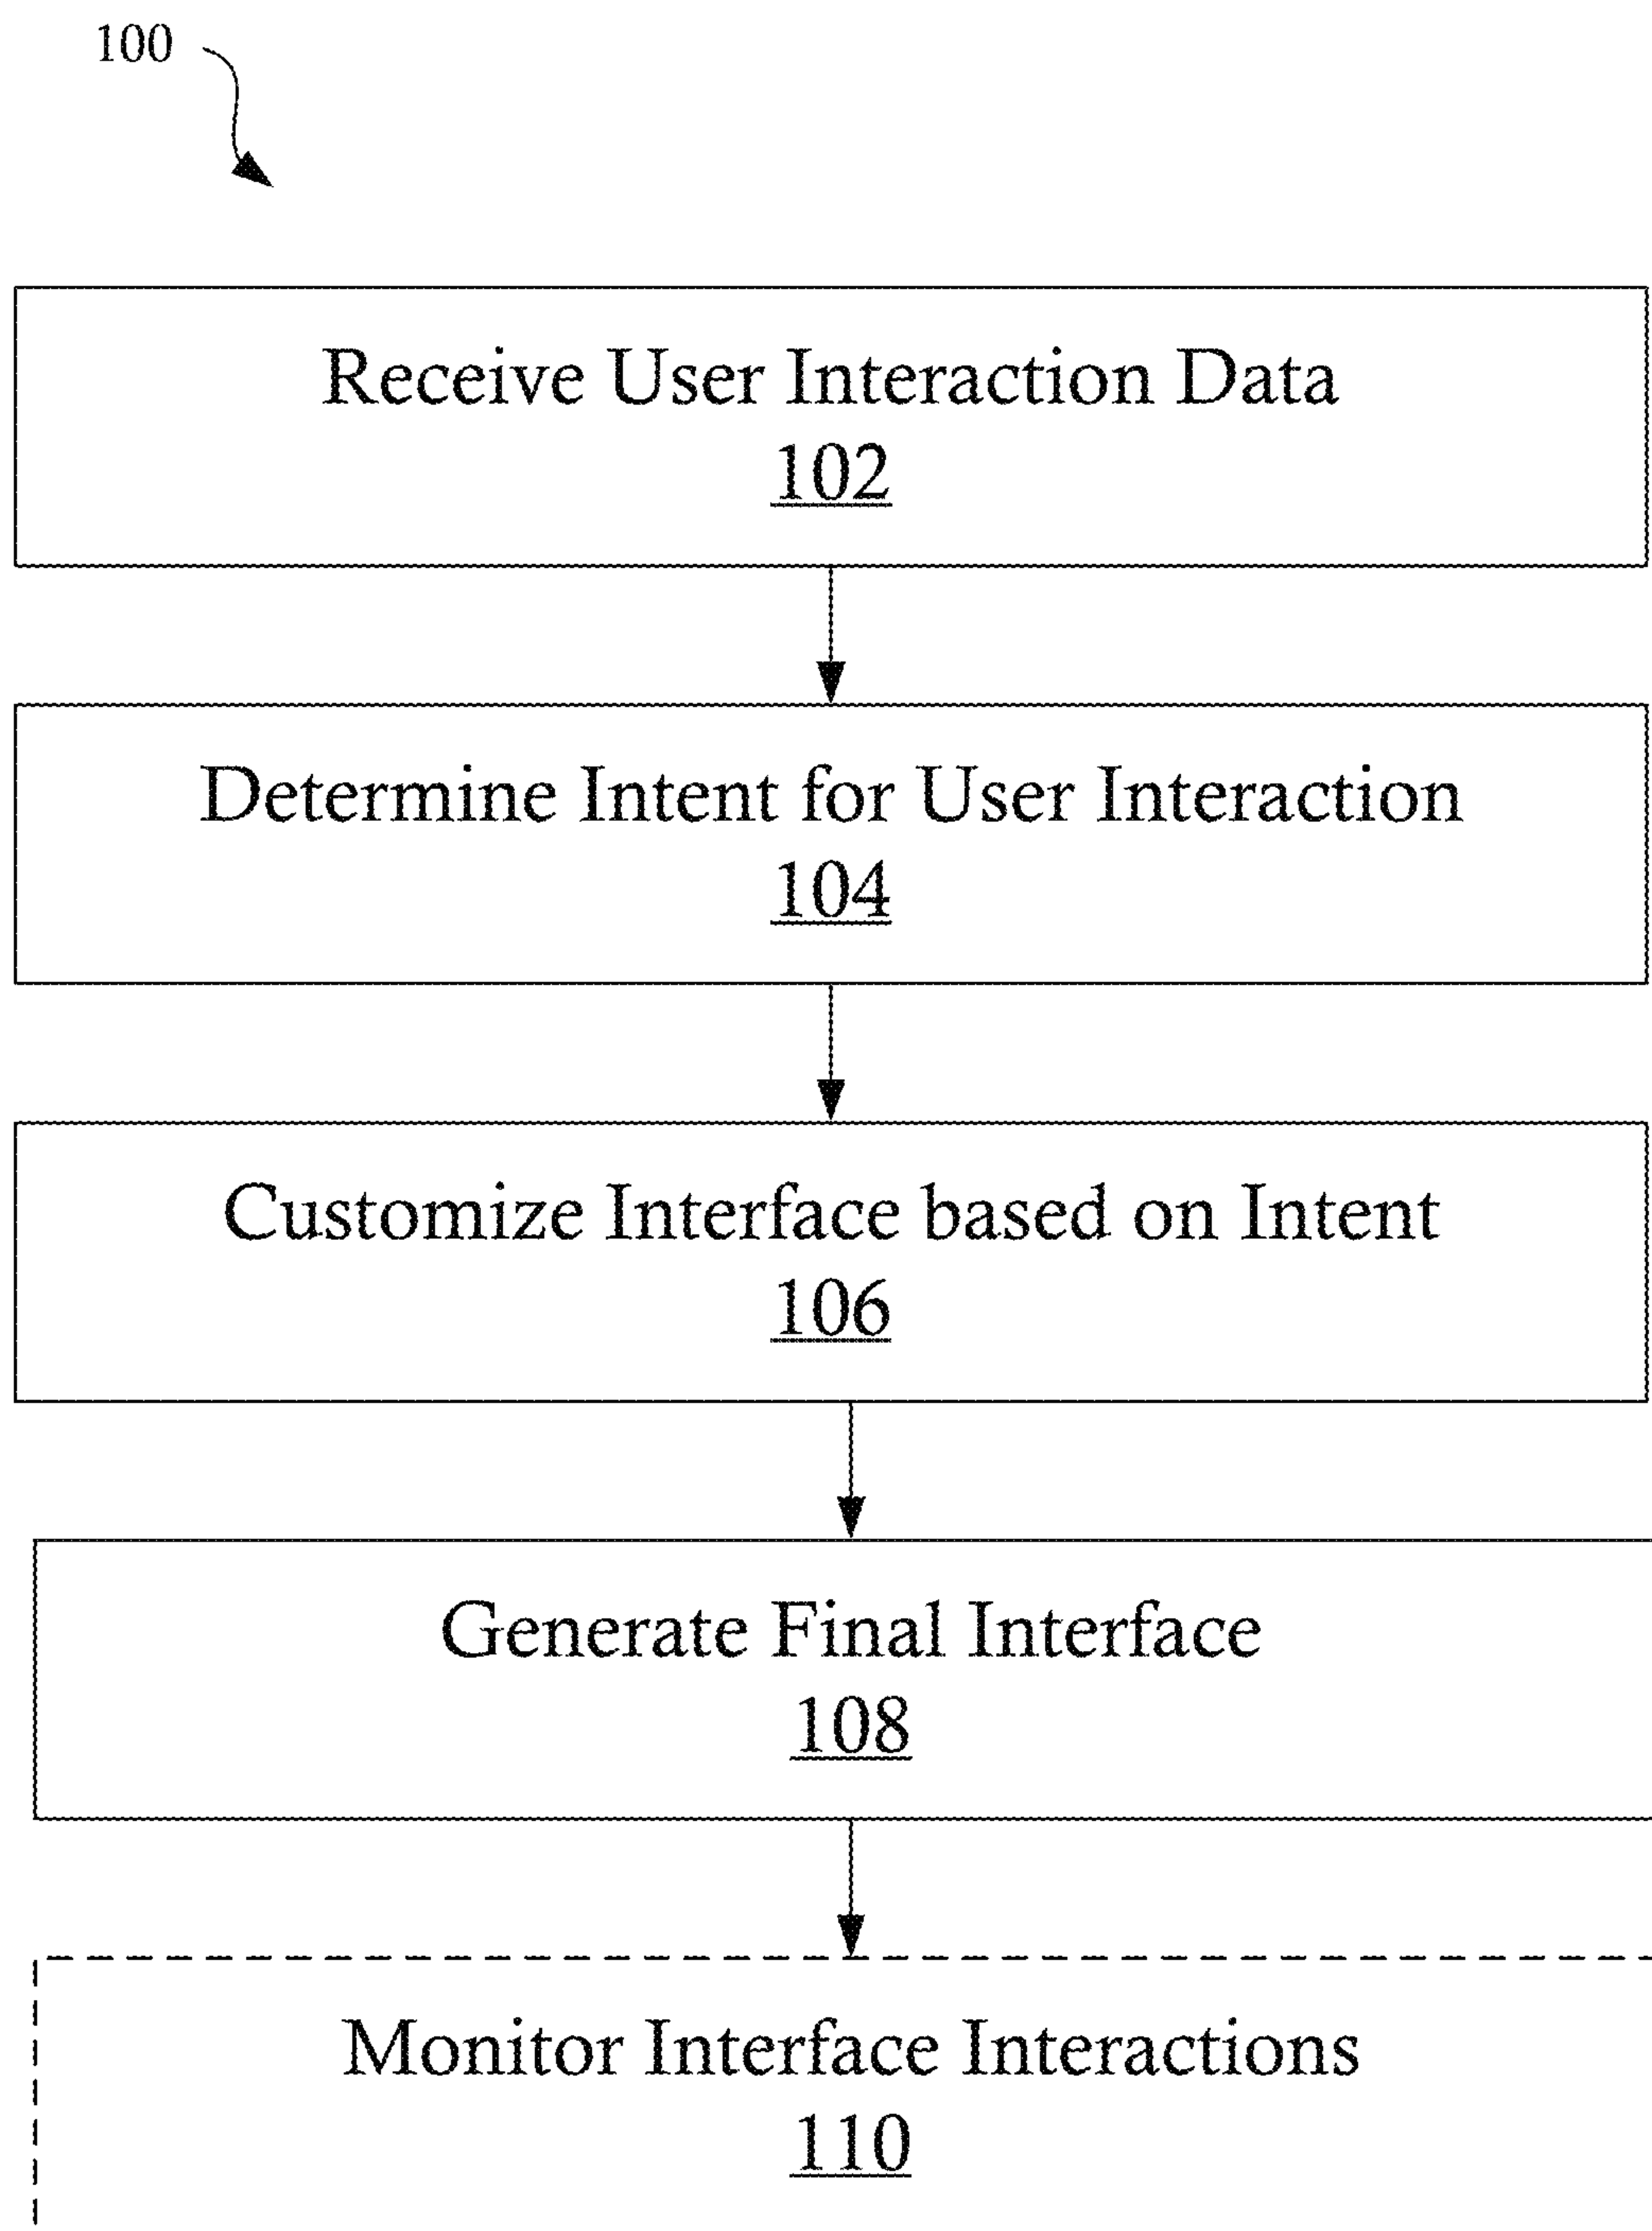 100
Receive User Interaction Data
102
Determine Intent for User Interaction
104
Customize Interface based on Intent
106
Generate Final Interface
108
Monitor Interface Interactions
110